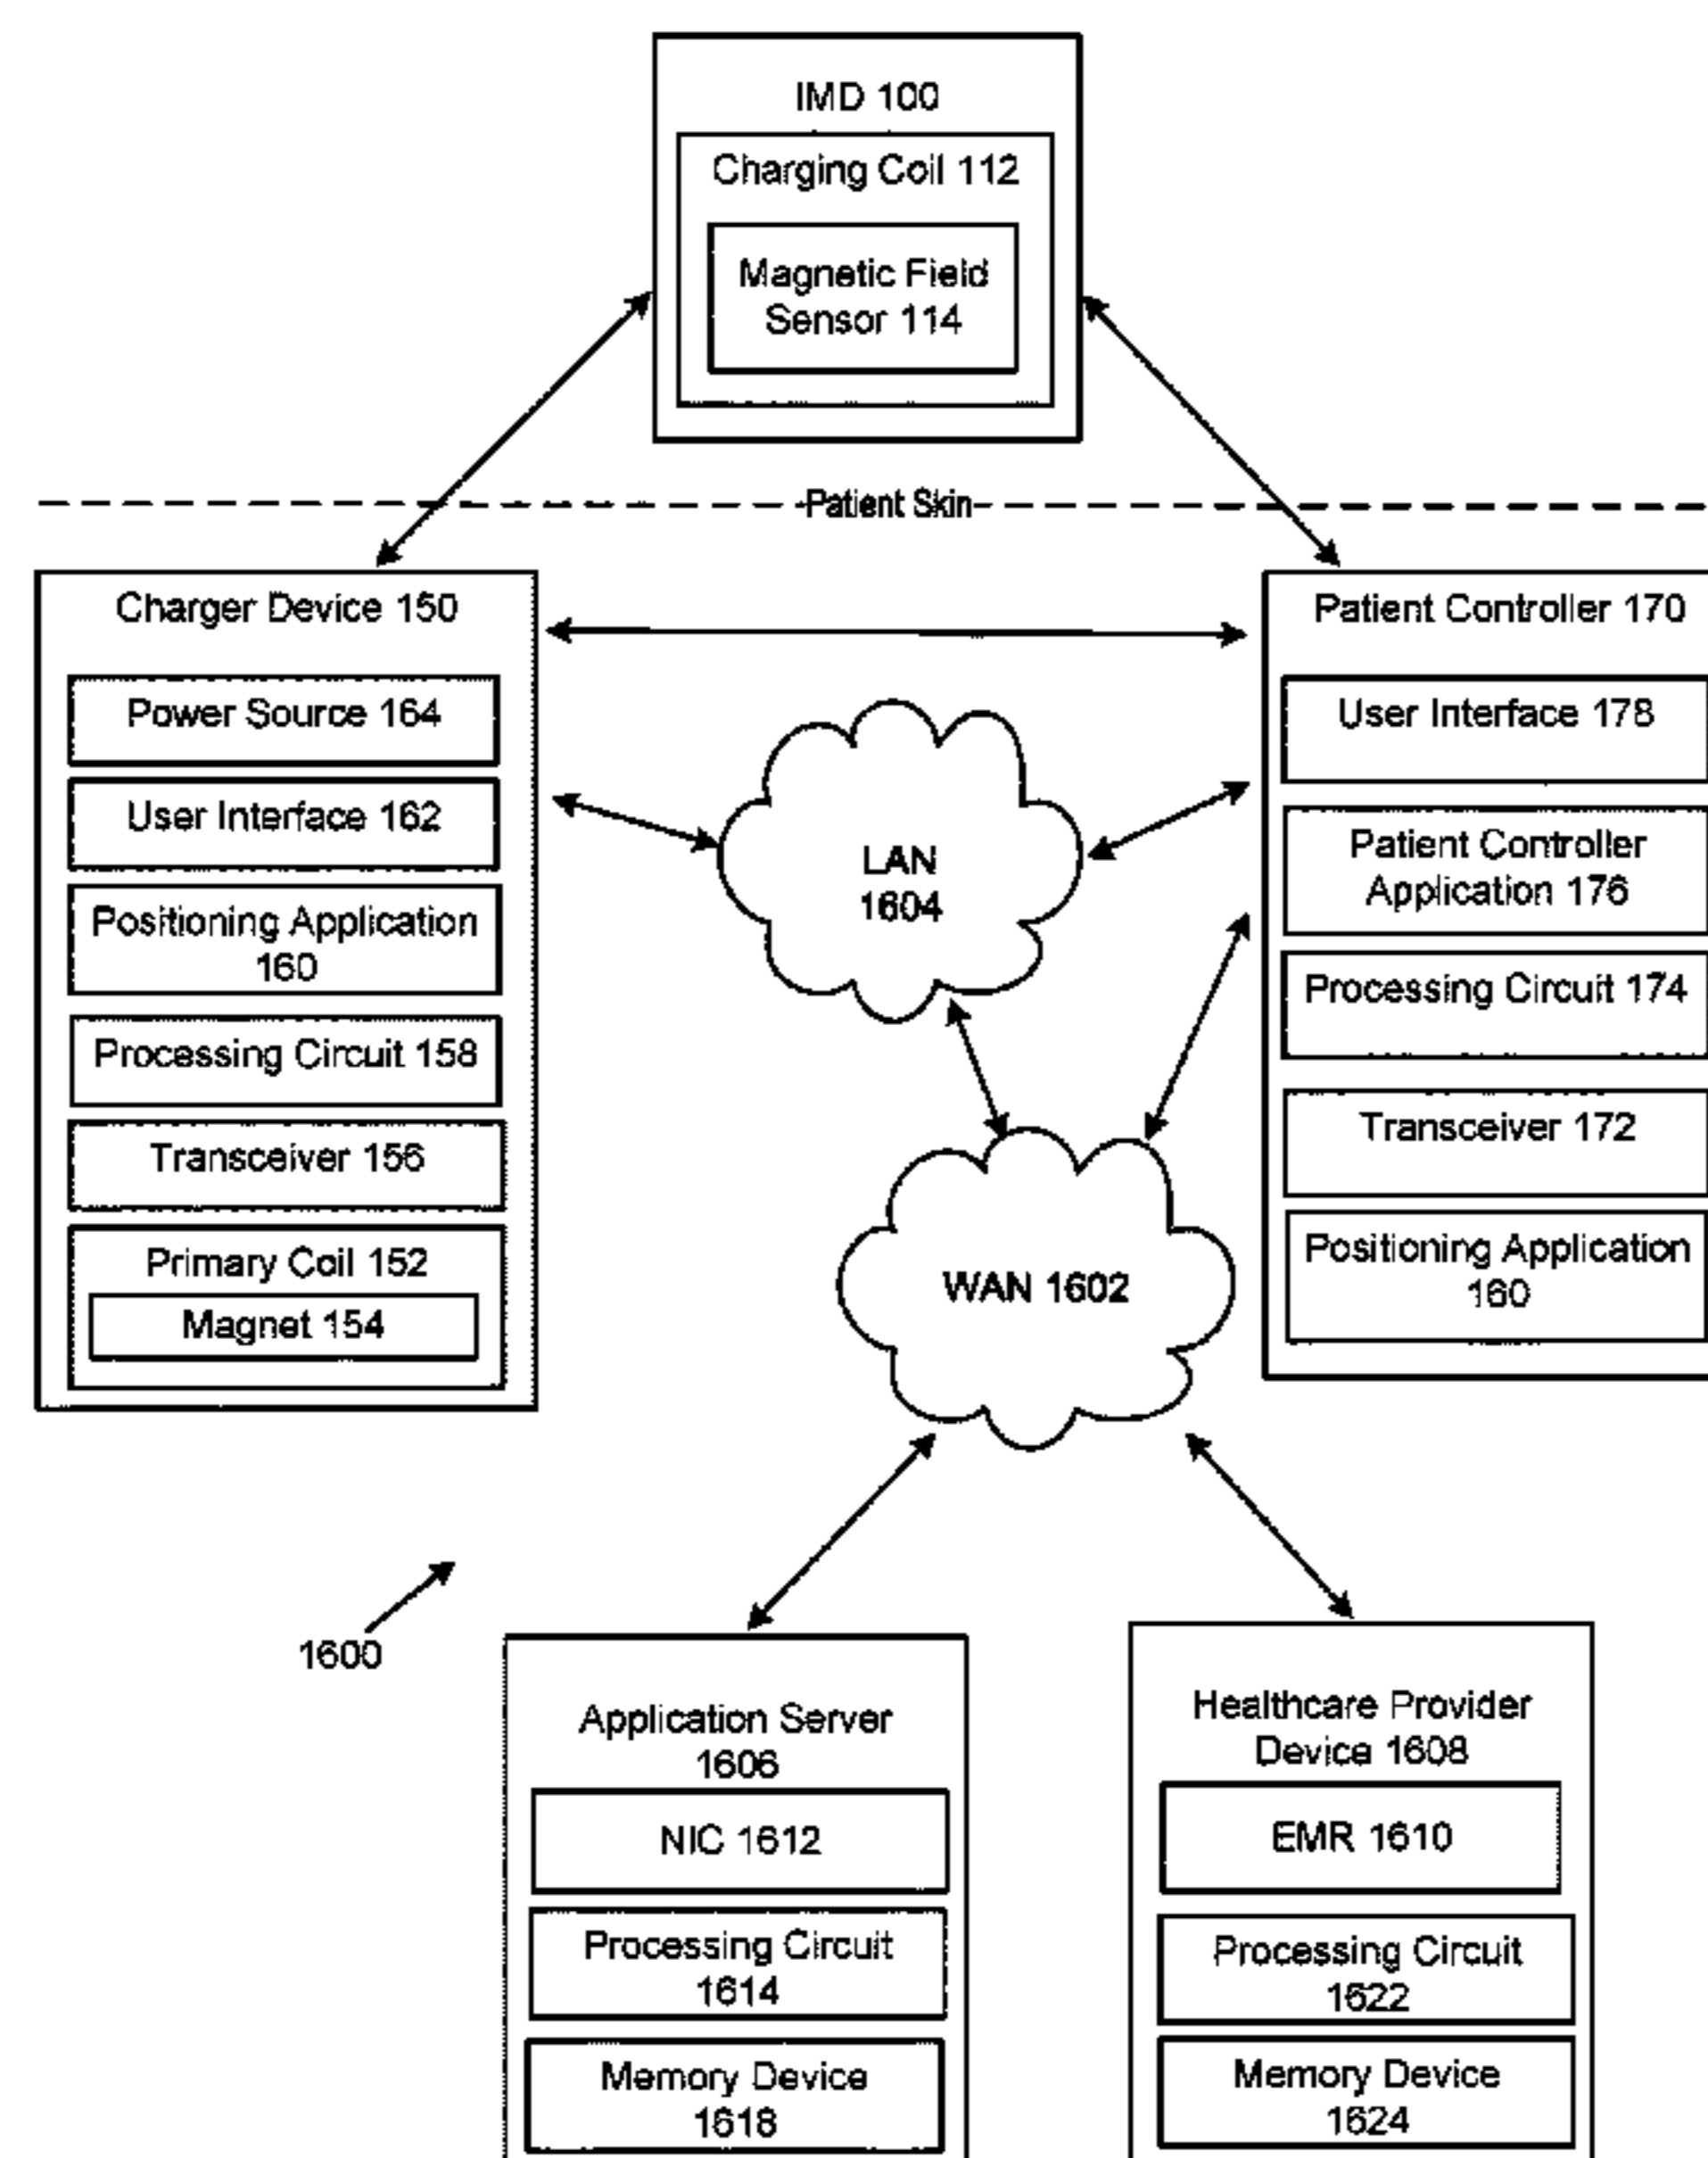 IMD 100
Charging Coil 112
Magnetic Field
Sensor 114
Patient Skin
Charger Device 150
Power Source 164
User Interface 162
Positioning Application
160
Processing Circuit 158
Transceiver 156
Primary Coil 152
Magnet 154
LAN
1604
WAN 1602
Patient Controller 170
User Interface 178
Patient Controller
Application 176
Processing Circuit 174
Transceiver 172
Positioning Application
160
1600
Application Server
1606
NIC 1612
Processing Circuit
1614
Memory Device
1618
Healthcare Provider
Device 1608
EMR 1610
Processing Circuit
1622
Memory Device
1624